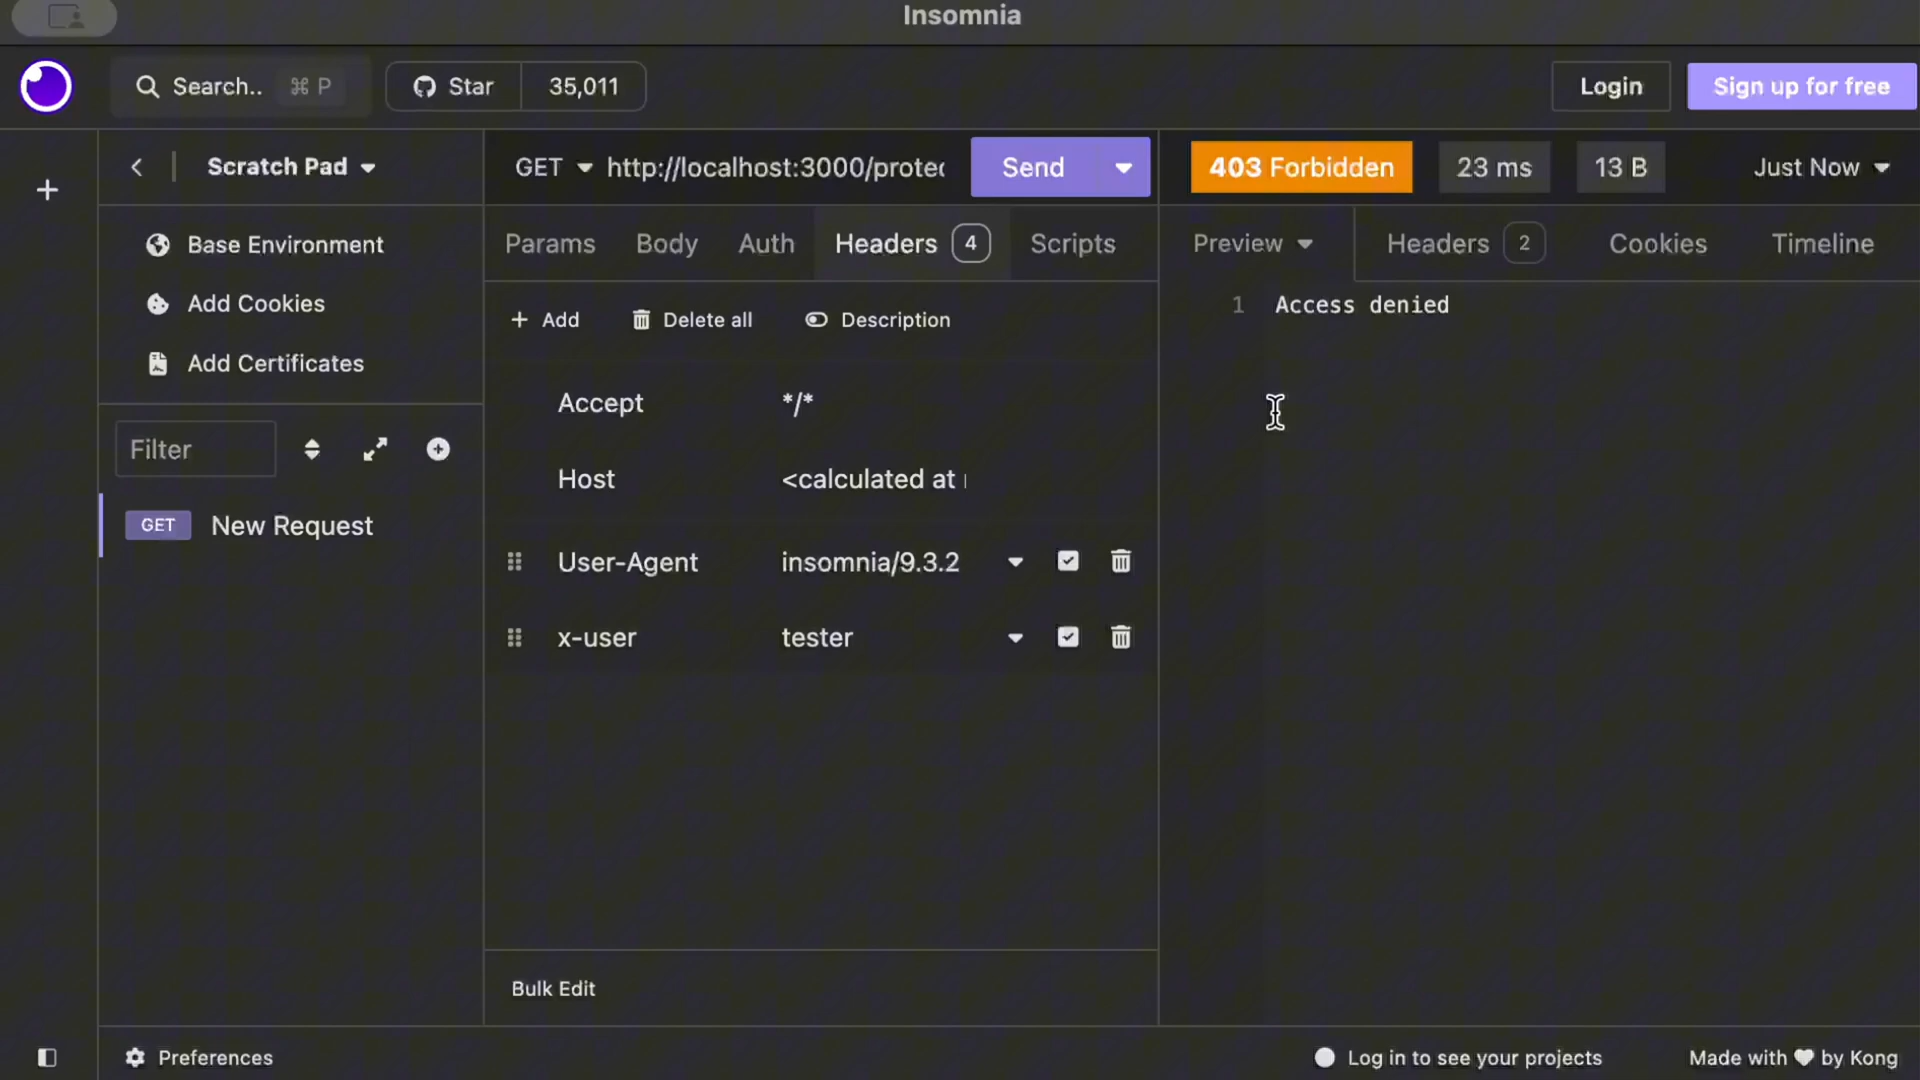 Insomnia
Search.. ⌘ P
Star 35,011
Login
Sign up for free
Scratch Pad
GET http://localhost:3000/protec
Send
403 Forbidden
23 ms
13 B
Just Now
Base Environment
Add Cookies
Add Certificates
Filter
GET New Request
Params Body Auth Headers 4 Scripts
+ Add Delete all Description
Accept */*
Host <calculated at
User-Agent insomnia/9.3.2
x-user tester
Bulk Edit
Preview Headers 2 Cookies Timeline
1 Access denied
Preferences
Log in to see your projects
Made with ♥ by Kong